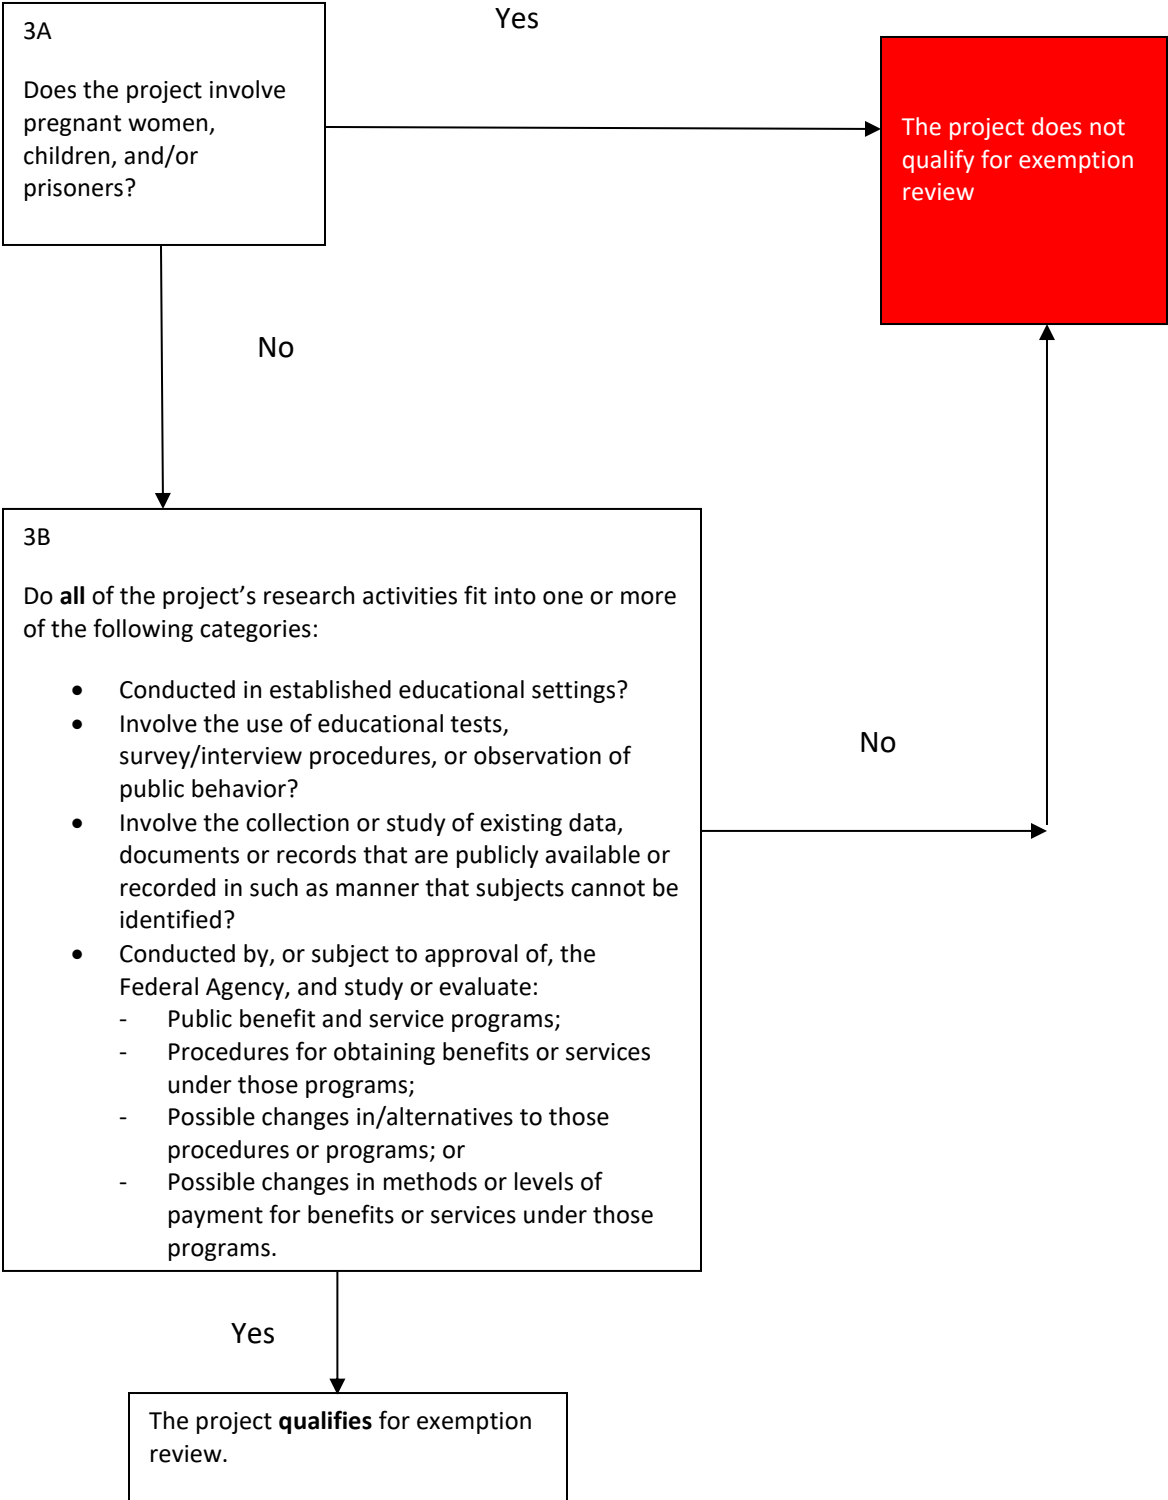 3A
Does the project involve
pregnant women,
children, and/or
prisoners?
Yes
The project does not
qualify for exemption
review
No
3B
Do all of the project’s research activities fit into one or more
of the following categories:
• Conducted in established educational settings?
• Involve the use of educational tests,
survey/interview procedures, or observation of
public behavior?
• Involve the collection or study of existing data,
documents or records that are publicly available or
recorded in such as manner that subjects cannot be
identified?
• Conducted by, or subject to approval of, the
Federal Agency, and study or evaluate:
- Public benefit and service programs;
- Procedures for obtaining benefits or services
under those programs;
- Possible changes in/alternatives to those
procedures or programs; or
- Possible changes in methods or levels of
payment for benefits or services under those
programs.
No
Yes
The project qualifies for exemption
review.